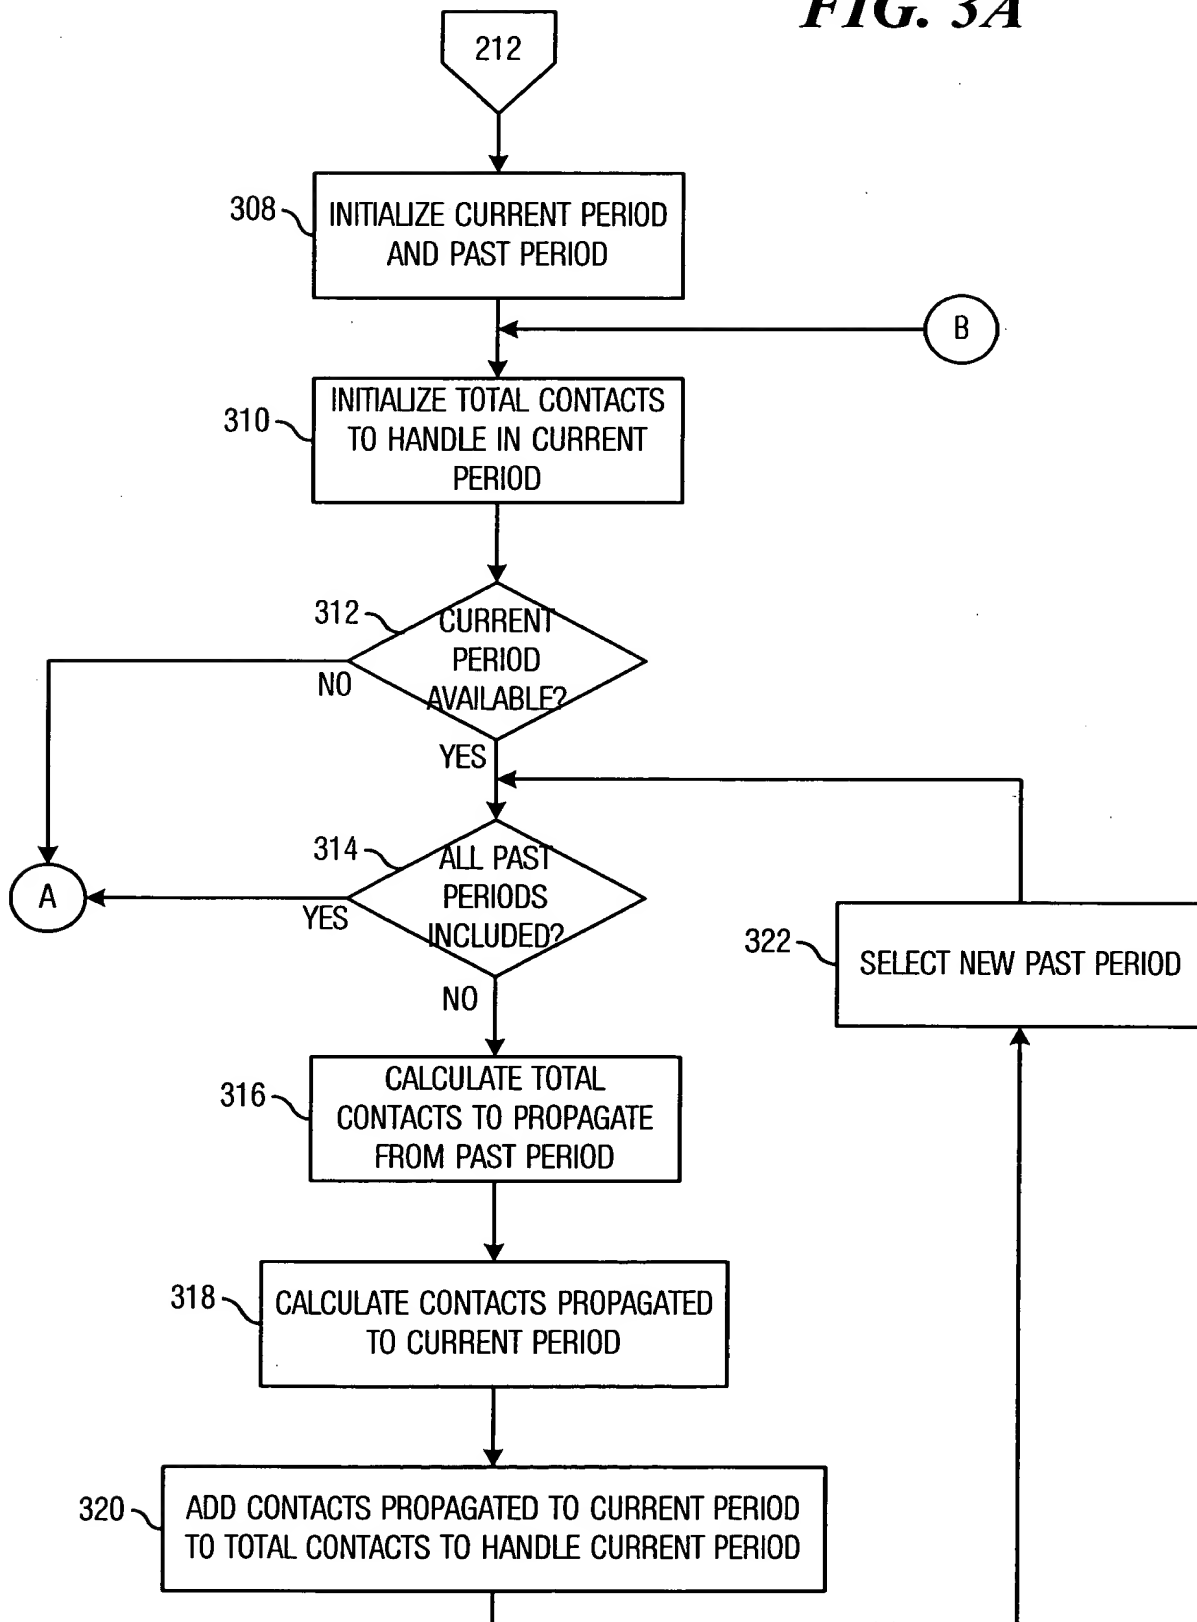 FIG. 3A
212
308
INITIALIZE CURRENT PERIOD
AND PAST PERIOD
B
310
INITIALIZE TOTAL CONTACTS
TO HANDLE IN CURRENT
PERIOD
312
CURRENT
PERIOD
AVAILABLE?
NO
YES
314
ALL PAST
PERIODS
INCLUDED?
A
YES
NO
322
SELECT NEW PAST PERIOD
316
CALCULATE TOTAL
CONTACTS TO PROPAGATE
FROM PAST PERIOD
318
CALCULATE CONTACTS PROPAGATED
TO CURRENT PERIOD
320
ADD CONTACTS PROPAGATED TO CURRENT PERIOD
TO TOTAL CONTACTS TO HANDLE CURRENT PERIOD